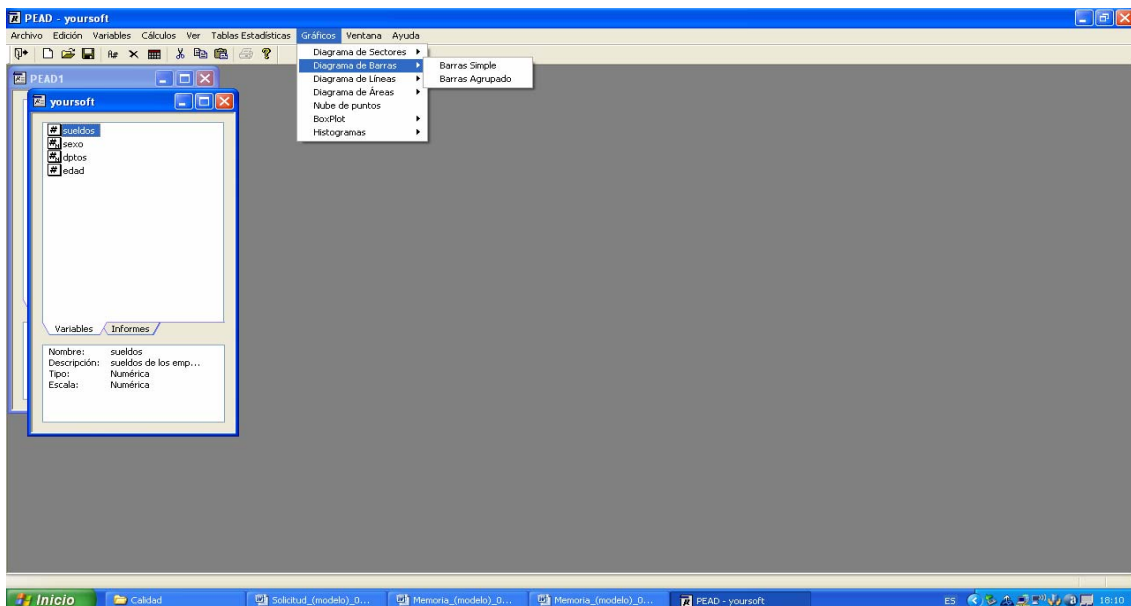 PEAD - yoursoft
Archivo Edición Variables Cálculos Ver Tablas Estadísticas Gráficos Ventana Ayuda
Diagrama de Sectores
Diagrama de Barras
Diagrama de Líneas
Diagrama de Áreas
Nube de puntos
BoxPlot
Histogramas
Barras Simple
Barras Agrupado
PEAD1
yoursoft
sueldos
sexo
dptos
edad
Variables Informes
Nombre: sueldos
Descripción: sueldos de los emp...
Tipo: Numérica
Escala: Numérica
Inicio Calidad Solicitud_(modelo)_0... Memoria_(modelo)_0... Memoria_(modelo)_0... PEAD - yoursoft ES 18:10